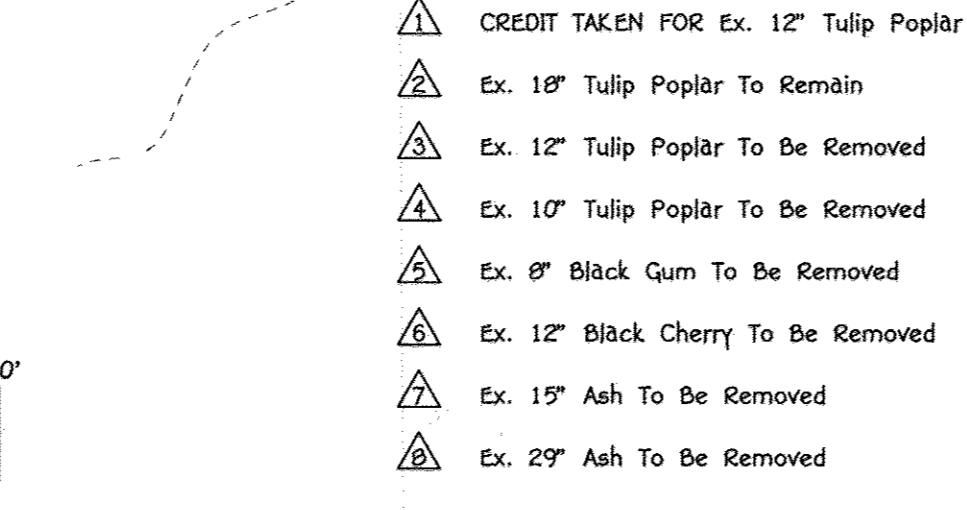 1 CREDIT TAKEN FOR Ex. 12" Tulip Poplar
2 Ex. 18" Tulip Poplar To Remain
3 Ex. 12" Tulip Poplar To Be Removed
4 Ex. 10" Tulip Poplar To Be Removed
5 Ex. 8" Black Gum To Be Removed
6 Ex. 12" Black Cherry To Be Removed
0'
7 Ex. 15" Ash To Be Removed
8 Ex. 29" Ash To Be Removed